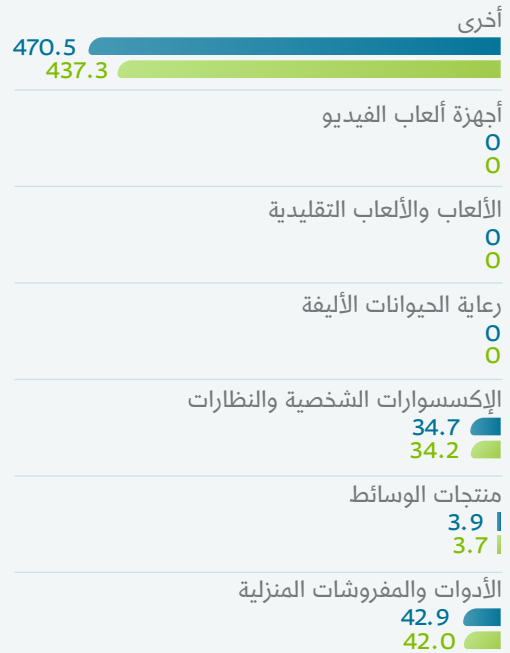 أخرى
470.5
437.3
أجهزة ألعاب الفيديو
0
0
الألعاب والألعاب التقليدية
0
0
رعاية الحيوانات الأليفة
0
0
الإكسسوارات الشخصية والنظارات
34.7
34.2
منتجات الوسائط
3.9
3.7
الأدوات والمفروشات المنزلية
42.9
42.0